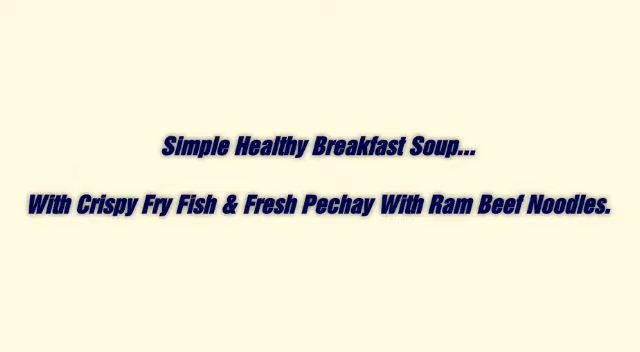 Simple Healthy Breakfast Soup...
With Crispy Fry Fish & Fresh Pechay With Ram Beef Noodles.